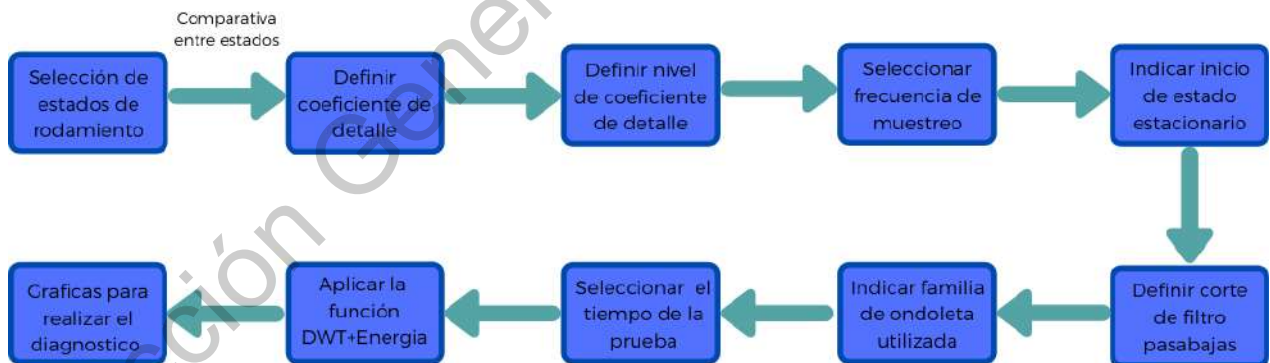 Comparativa
entre estados
Selección de
estados de
rodamiento
Definir
coeficiente de
detalle
Definir nivel
de coeficiente
de detalle
Seleccionar
frecuencia de
muestreo
Indicar inicio
de estado
estacionario
Definir corte
de filtro
pasabajas
Indicar familia
de ondoleta
utilizada
Seleccionar el
tiempo de la
prueba
Aplicar la
función
DWT+Energia
Graficas para
realizar el
diagnostico